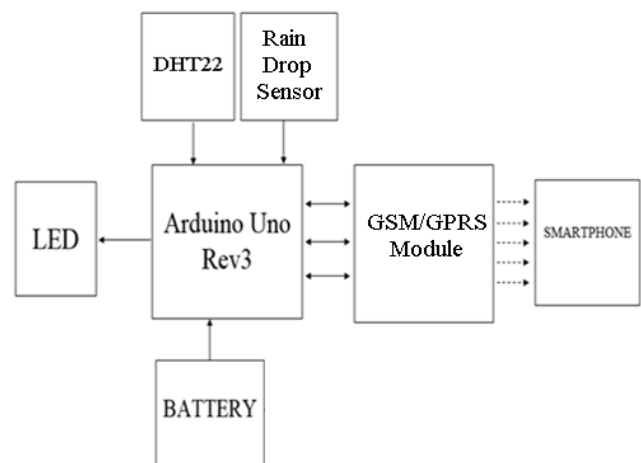 DHT22
Rain
Drop
Sensor
LED
Arduino Uno
Rev3
GSM/GPRS
Module
SMARTPHONE
BATTERY